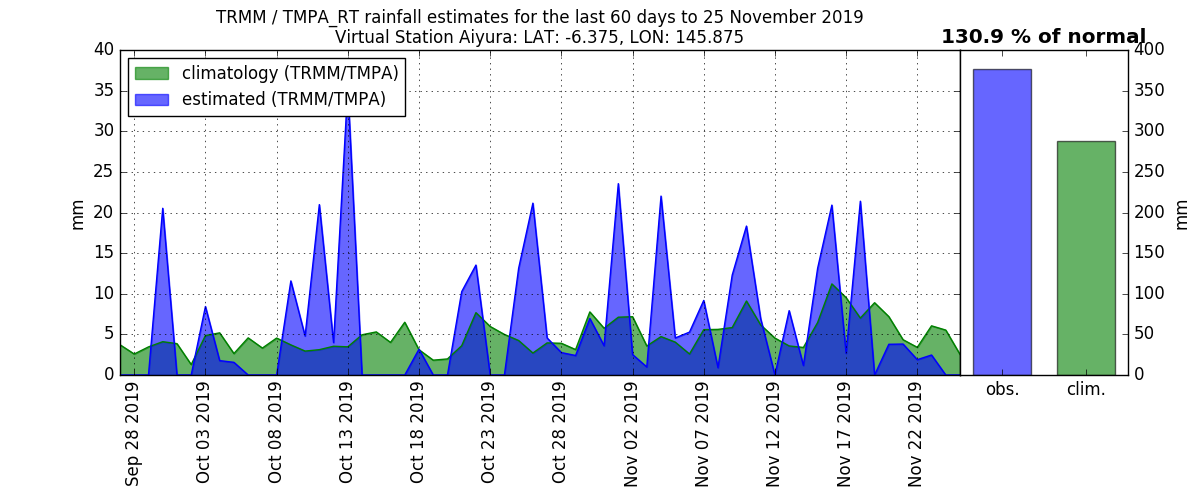 TRMM / TMPA_RT rainfall estimates for the last 60 days to 25 November 2019
Virtual Station Aiyura: LAT: -6.375, LON: 145.875
130.9 % of normal
climatology (TRMM/TMPA)
estimated (TRMM/TMPA)
40
35
30
25
20
15
10
5
0
mm
Sep 28 2019
Oct 03 2019
Oct 08 2019
Oct 13 2019
Oct 18 2019
Oct 23 2019
Oct 28 2019
Nov 02 2019
Nov 07 2019
Nov 12 2019
Nov 17 2019
Nov 22 2019
obs.
clim.
400
350
300
250
200
150
100
50
0
mm